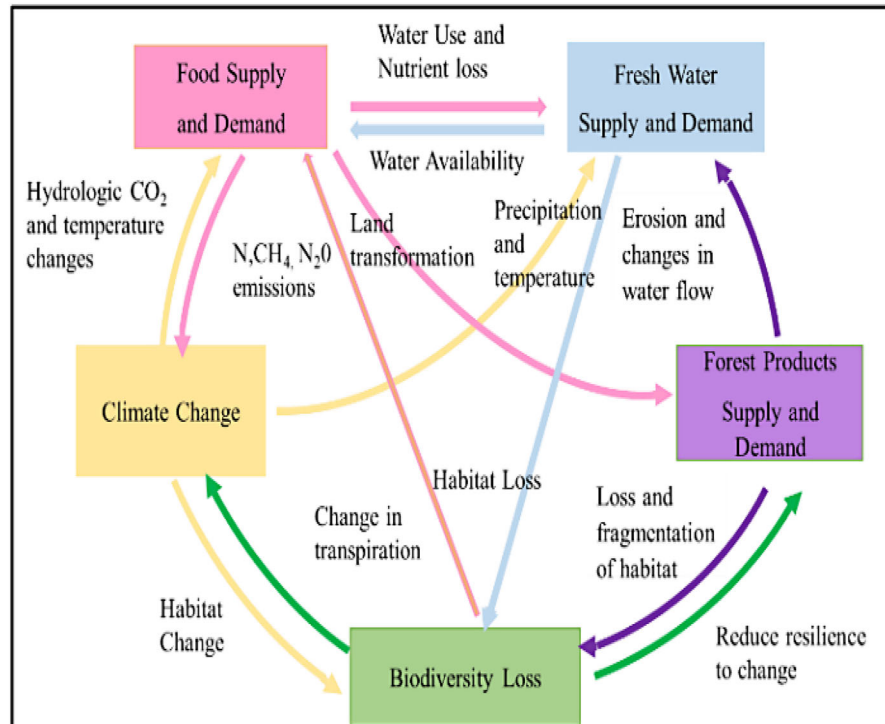 Food Supply
and Demand
Water Use and
Nutrient loss
Fresh Water
Supply and Demand
Water Availability
Hydrologic CO₂
and temperature
changes
N,CH₄, N₂0
emissions
Land
transformation
Precipitation
and
temperature
Erosion and
changes in
water flow
Climate Change
Forest Products
Supply and
Demand
Habitat Loss
Change in
transpiration
Loss and
fragmentation
of habitat
Habitat
Change
Reduce resilience
to change
Biodiversity Loss